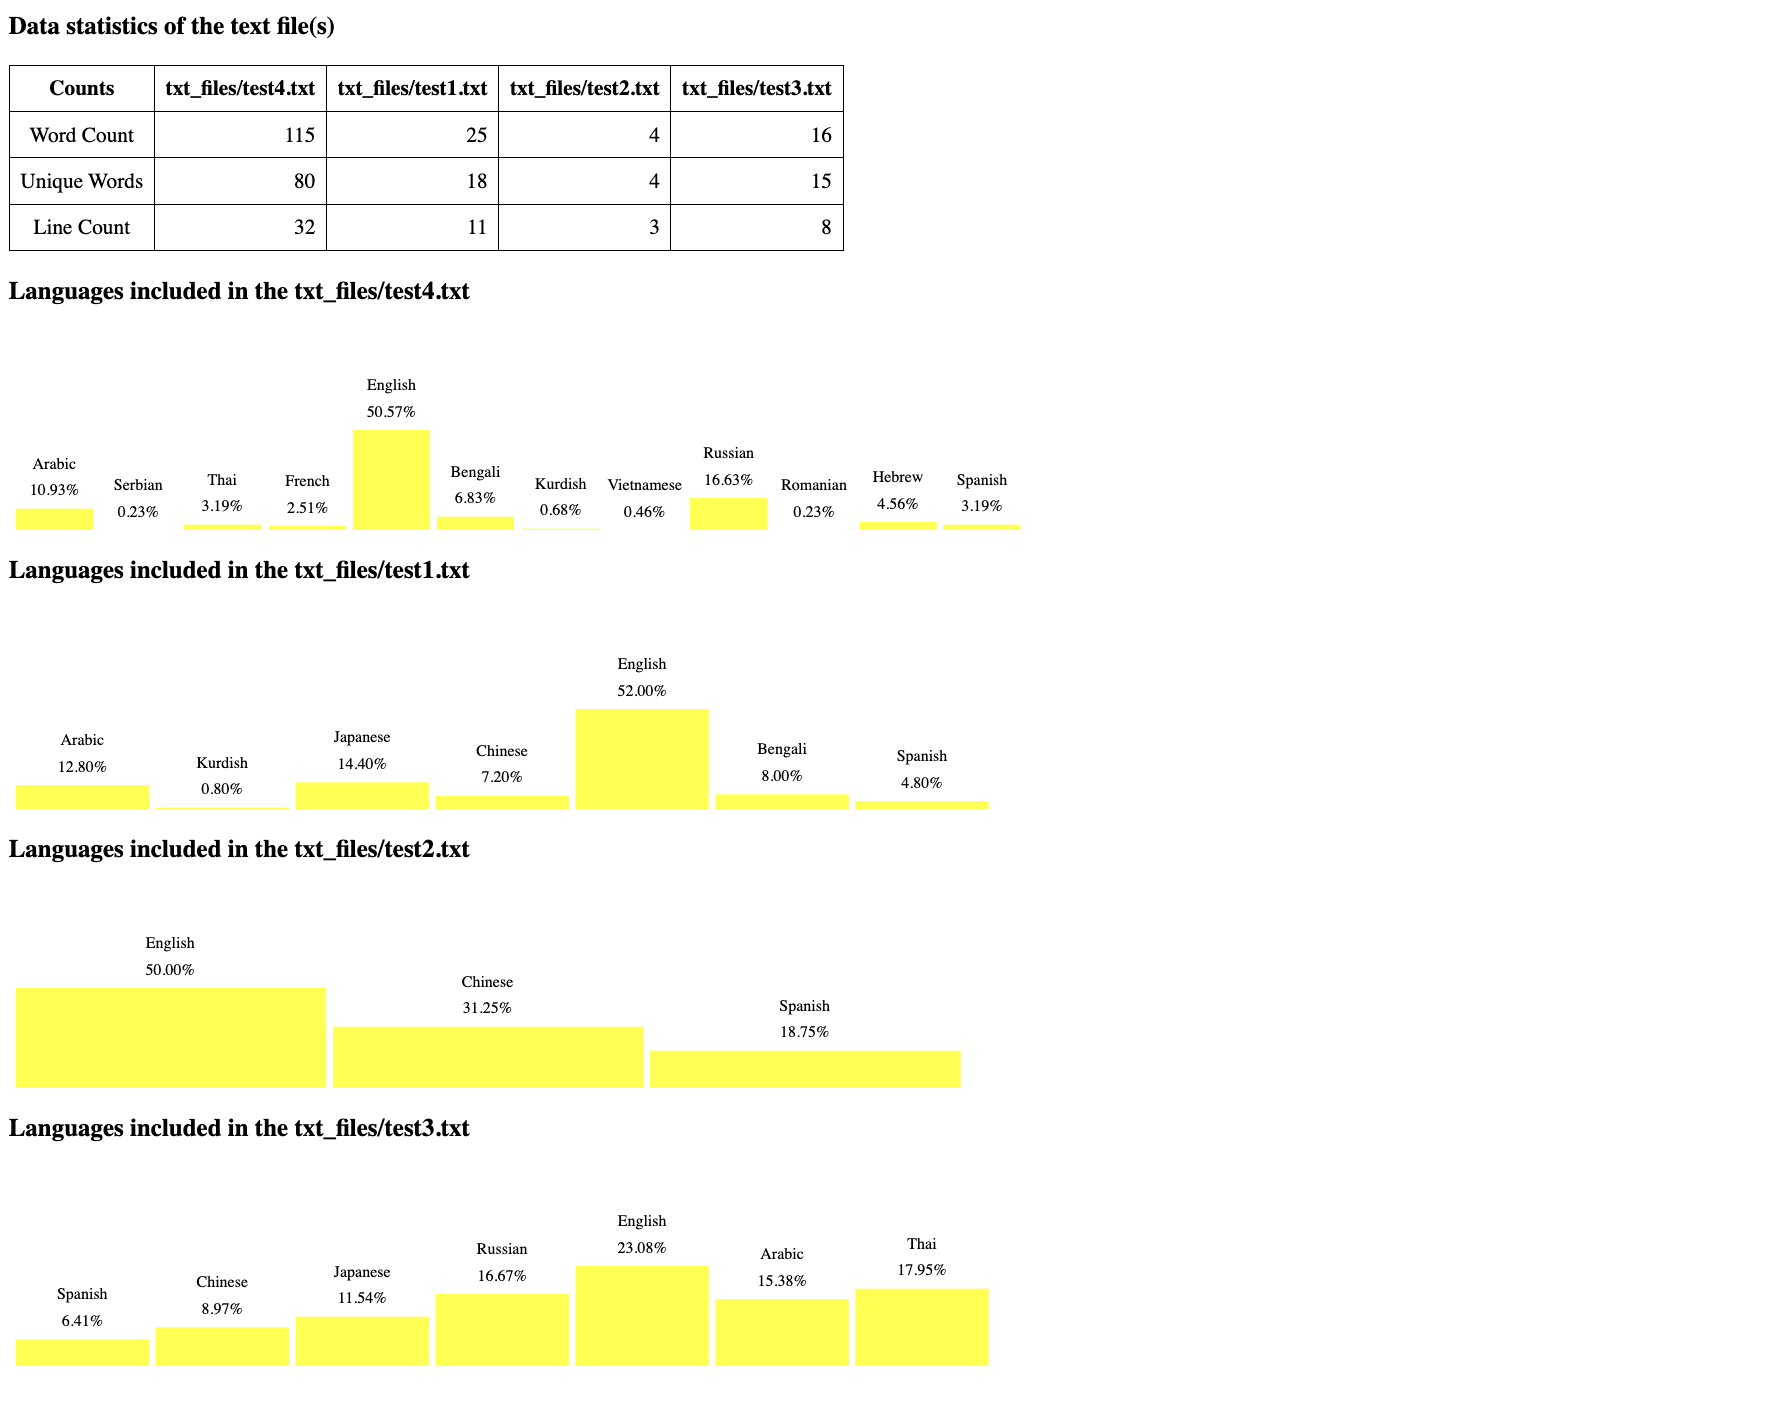 Data statistics of the text file(s)
Counts txt_files/test4.txt txt_files/test1.txt txt_files/test2.txt txt_files/test3.txt
Word Count 115 25 4 16
Unique Words 80 18 4 15
Line Count 32 11 3 8
Languages included in the txt_files/test4.txt
Arabic
10.93%
Serbian
0.23%
Thai
3.19%
French
2.51%
English
50.57%
Bengali
6.83%
Kurdish
0.68%
Vietnamese
0.46%
Russian
16.63%
Romanian
0.23%
Hebrew
4.56%
Spanish
3.19%
Languages included in the txt_files/test1.txt
Arabic
12.80%
Kurdish
0.80%
Japanese
14.40%
Chinese
7.20%
English
52.00%
Bengali
8.00%
Spanish
4.80%
Languages included in the txt_files/test2.txt
English
50.00%
Chinese
31.25%
Spanish
18.75%
Languages included in the txt_files/test3.txt
Spanish
6.41%
Chinese
8.97%
Japanese
11.54%
Russian
16.67%
English
23.08%
Arabic
15.38%
Thai
17.95%